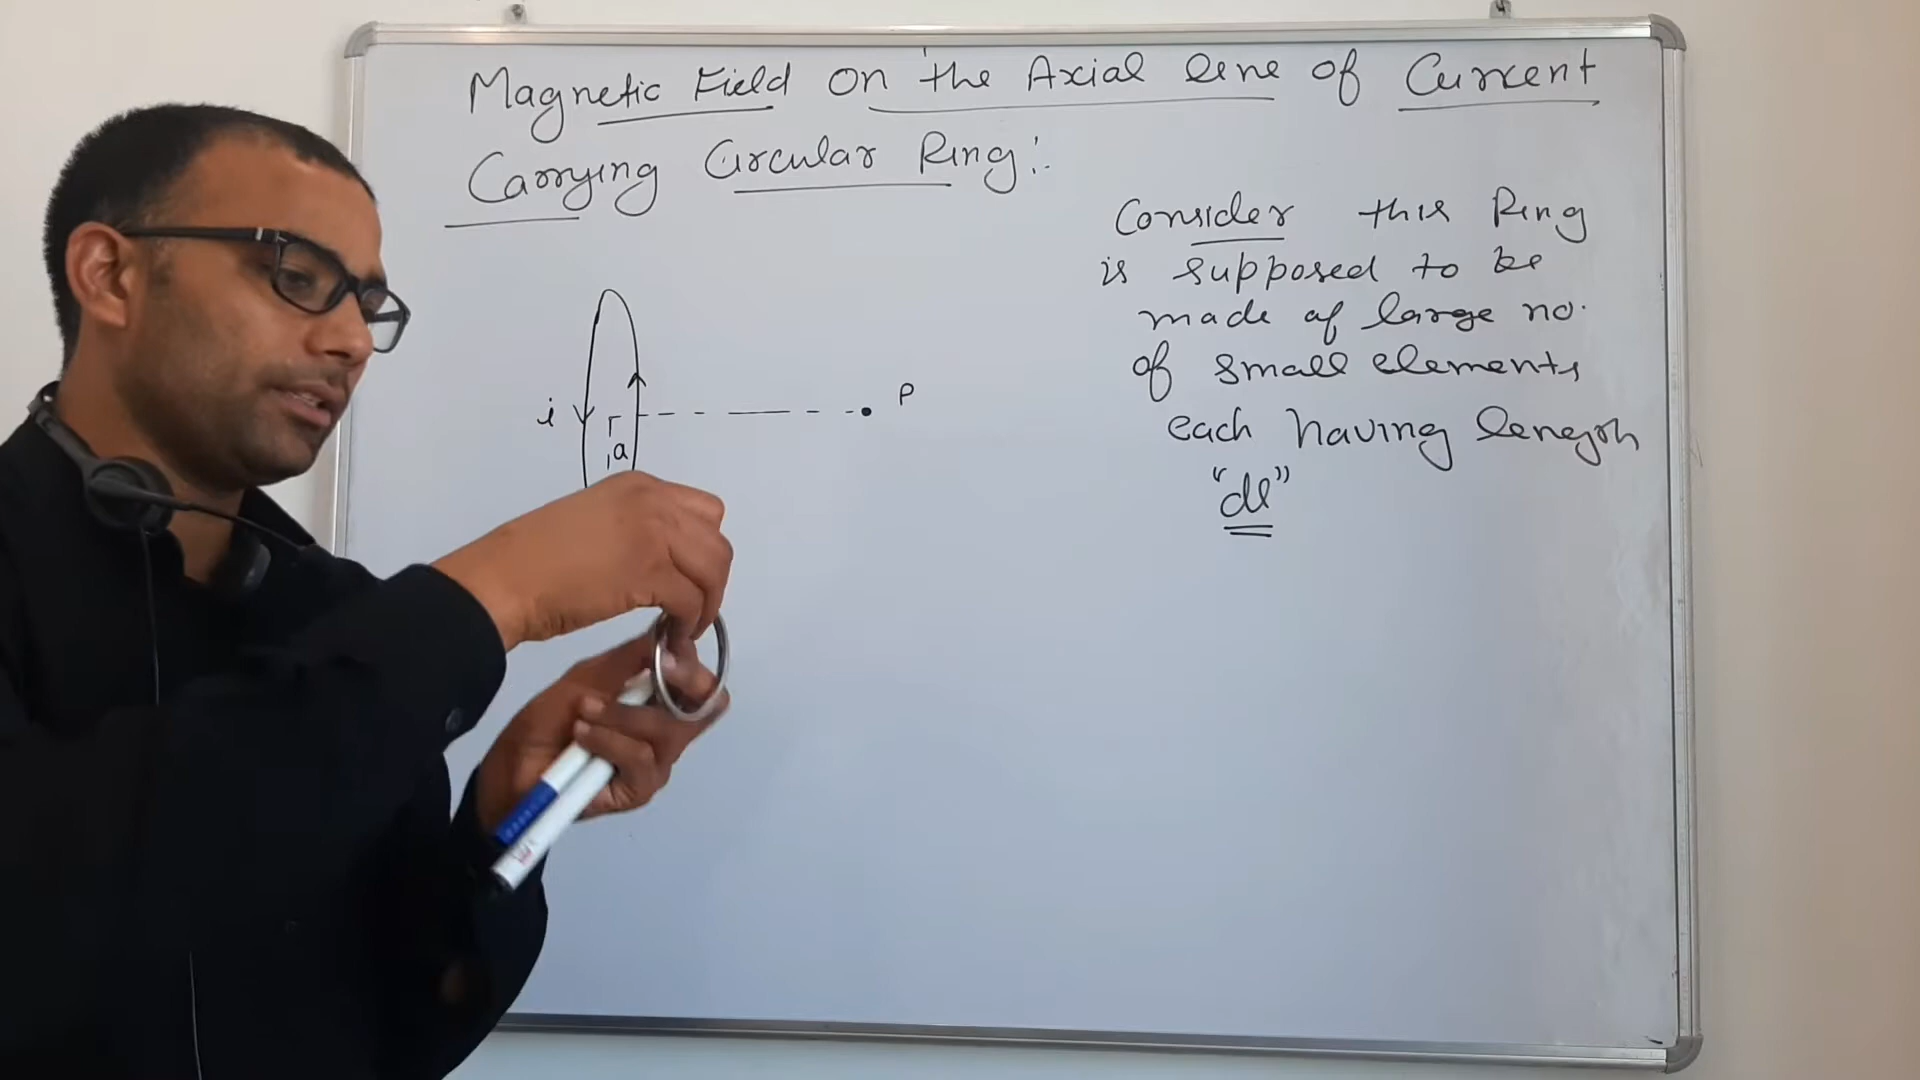 Magnetic Field On the Axial line of Current
Carrying Circular Ring:
Consider this Ring
is supposed to be
made of large no.
of small elements
each having length
"dl"
i
a
P